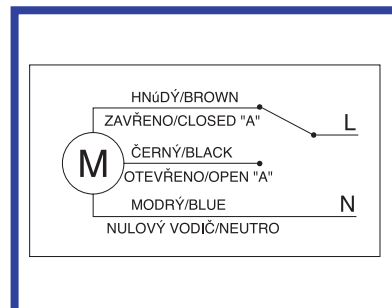 HNúDÝ/BROWN
ZAVŘENO/CLOSED "A"
L
M
ČERNÝ/BLACK
OTEVŘENO/OPEN "A"
MODRÝ/BLUE
N
NULOVÝ VODIČ/NEUTRO